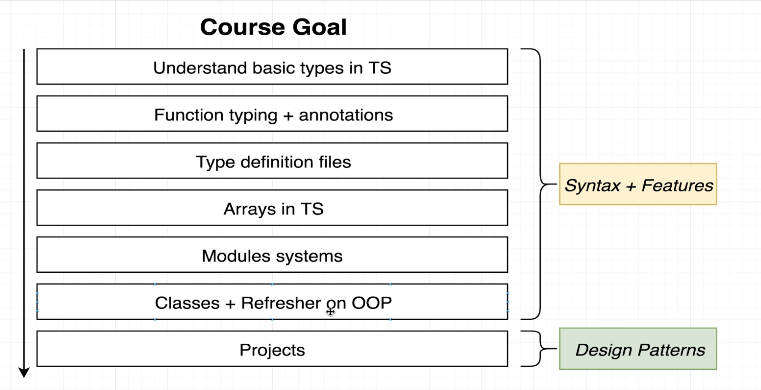 Course Goal
Understand basic types in TS
Function typing + annotations
Type definition files
Arrays in TS
Modules systems
Classes + Refresher on OOP
Projects
Syntax + Features
Design Patterns